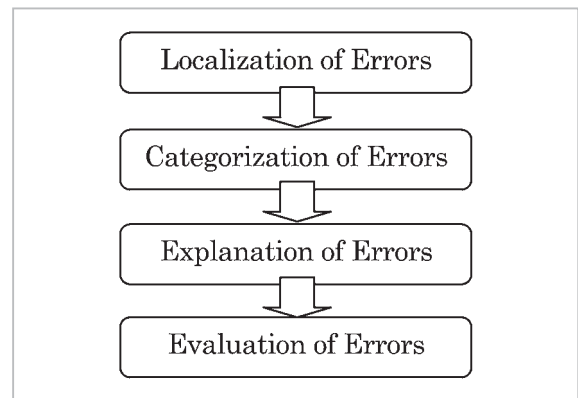 Localization of Errors
Categorization of Errors
Explanation of Errors
Evaluation of Errors